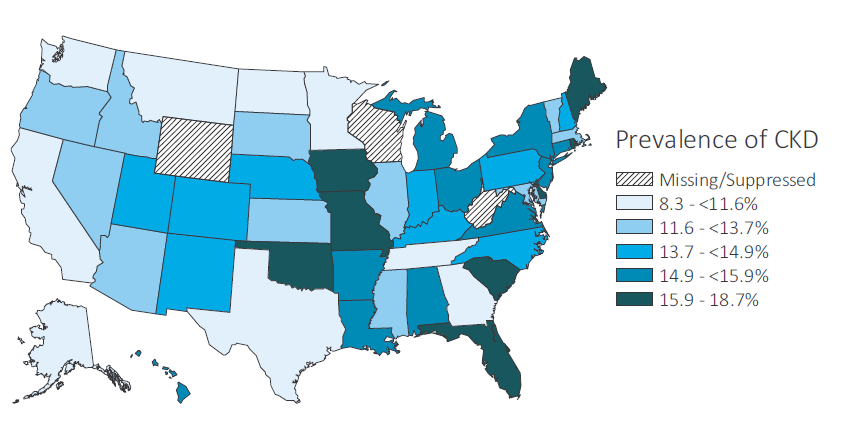 Prevalence of CKD
Missing/Suppressed
8.3 - <11.6%
11.6 - <13.7%
13.7 - <14.9%
14.9 - <15.9%
15.9 - 18.7%